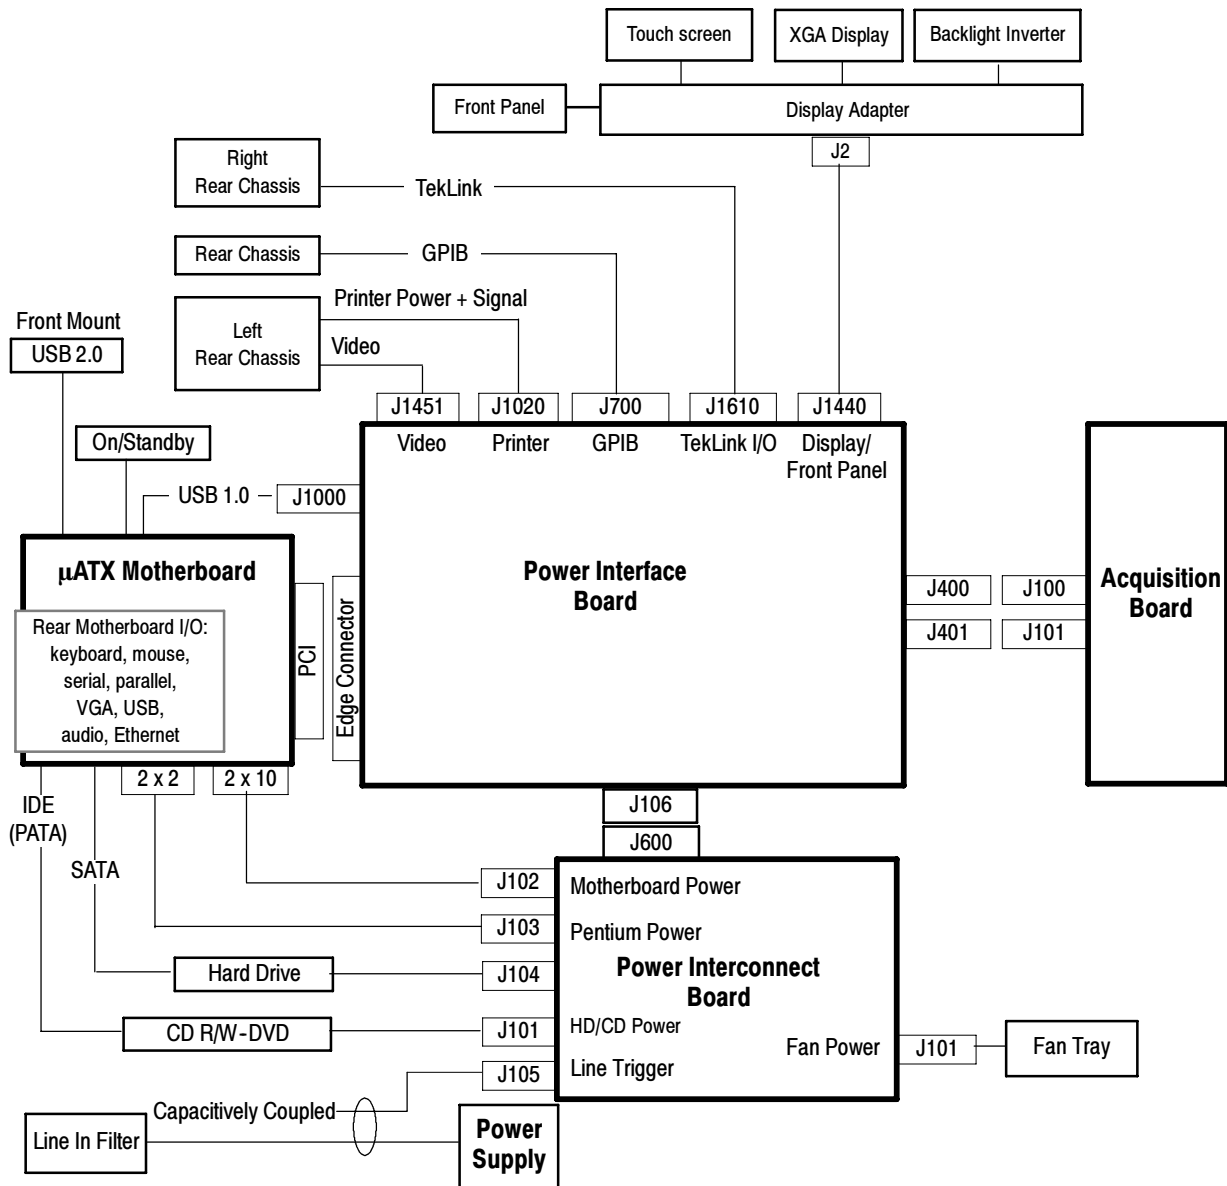 Touch screen
XGA Display
Backlight Inverter
Front Panel
Display Adapter
J2
Right
Rear Chassis
TekLink
Rear Chassis
GPIB
Printer Power + Signal
Left
Rear Chassis
Video
Front Mount
USB 2.0
J1451
J1020
J700
J1610
J1440
Video
Printer
GPIB
TekLink I/O
Display/
Front Panel
On/Standby
USB 1.0
J1000
µATX Motherboard
Rear Motherboard I/O:
keyboard, mouse,
serial, parallel,
VGA, USB,
audio, Ethernet
PCI
Edge Connector
Power Interface
Board
J400
J100
J401
J101
Acquisition
Board
2 x 2
2 x 10
IDE
(PATA)
SATA
J106
J600
J102
Motherboard Power
J103
Pentium Power
Hard Drive
J104
Power Interconnect
Board
CD R/W-DVD
J101
HD/CD Power
Fan Power
J101
Fan Tray
J105
Line Trigger
Capacitively Coupled
Line In Filter
Power
Supply